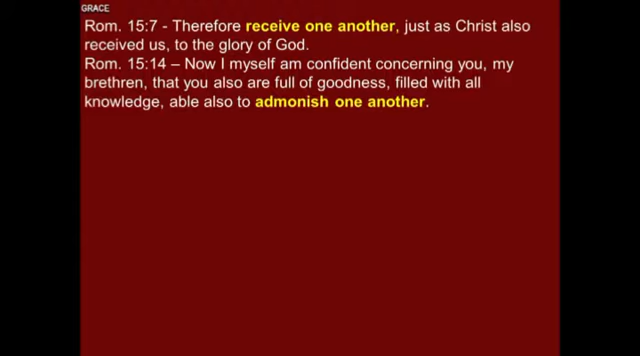 GRACE
Rom. 15:7 - Therefore receive one another, just as Christ also
received us, to the glory of God.
Rom. 15:14 – Now I myself am confident concerning you, my
brethren, that you also are full of goodness, filled with all
knowledge, able also to admonish one another.